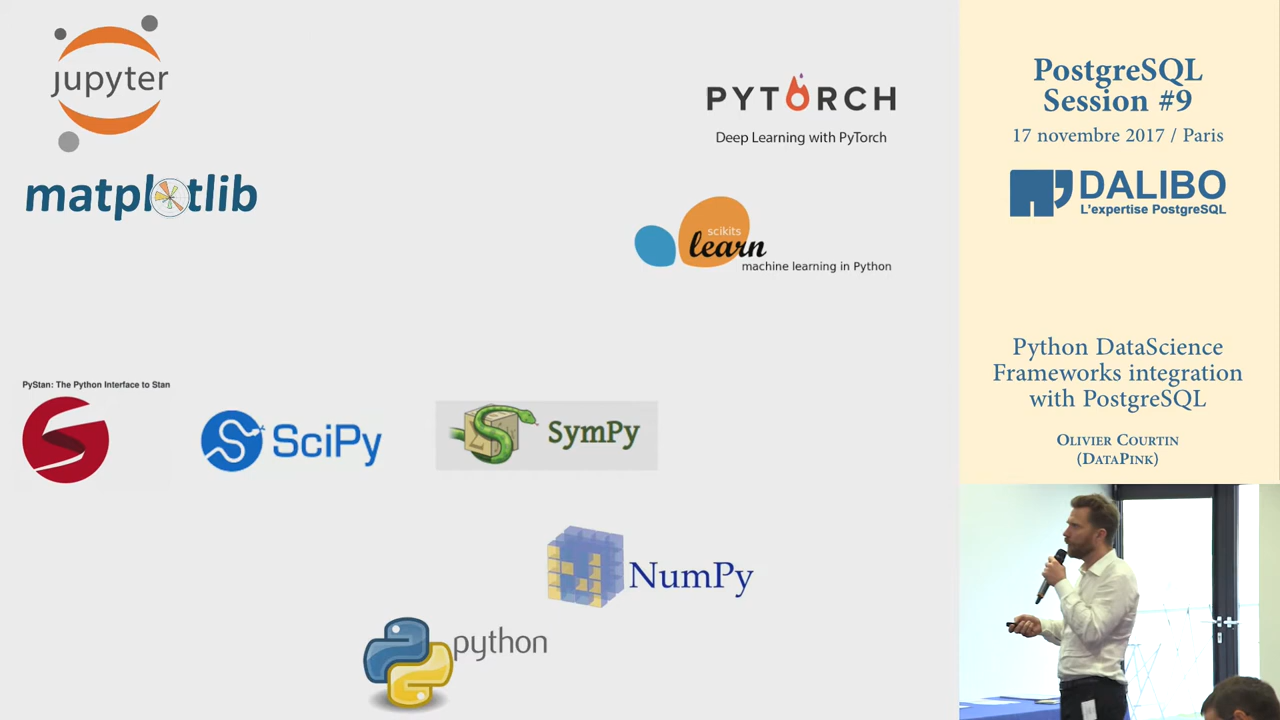 jupyter
matplotlib
PYTORCH
Deep Learning with PyTorch
scikits
learn
machine learning in Python
PyStan: The Python Interface to Stan
SciPy
SymPy
NumPy
python
PostgreSQL
Session #9
17 novembre 2017 / Paris
DALIBO
L'expertise PostgreSQL
Python DataScience
Frameworks integration
with PostgreSQL
OLIVIER COURTIN
(DATAPINK)